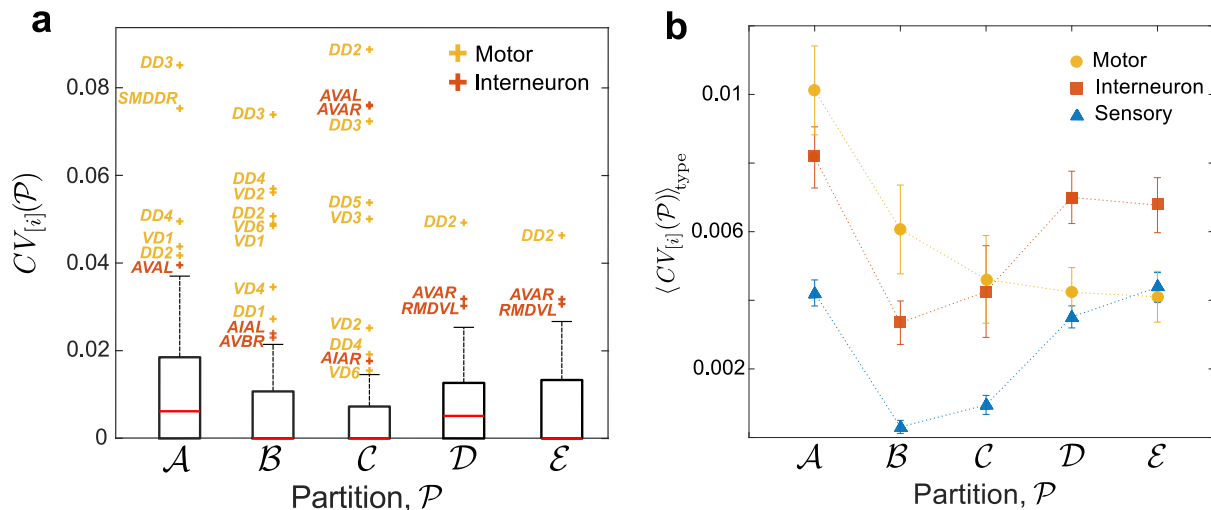 a
CV[i](𝒫)
0.08
0.06
0.04
0.02
0
Motor
Interneuron
DD3
SMDDR
DD4
VD1
DD2
AVAL
DD3
DD4
VD2
DD2
VD6
VD1
VD4
DD1
AIAL
AVBR
DD2
AVAL
AVAR
DD3
DD5
VD3
VD2
DD4
AIAR
VD6
DD2
AVAR
RMDVL
DD2
AVAR
RMDVL
𝒜 ℬ 𝒞 𝒟 ℰ
Partition, 𝒫
b
⟨CV[i](𝒫)⟩type
0.01
0.006
0.002
Motor
Interneuron
Sensory
𝒜 ℬ 𝒞 𝒟 ℰ
Partition, 𝒫